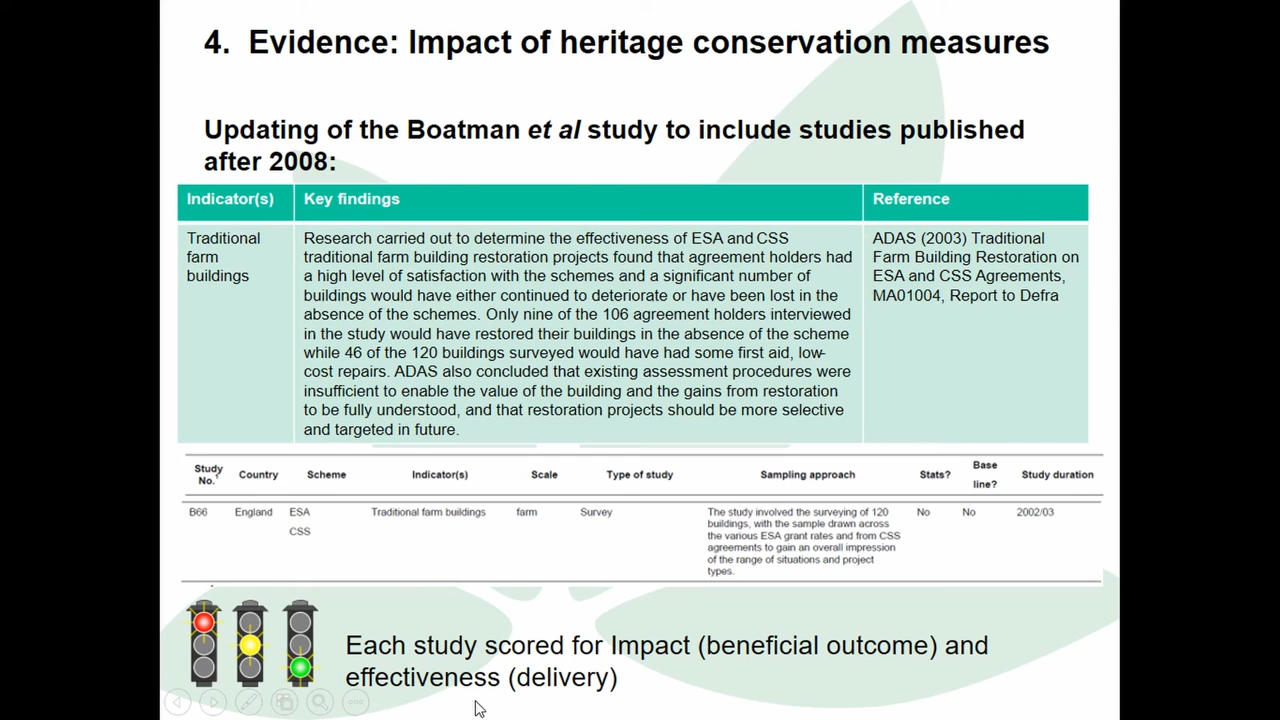 4. Evidence: Impact of heritage conservation measures
Updating of the Boatman et al study to include studies published
after 2008:
Indicator(s) Key findings Reference
Traditional
farm
buildings
Research carried out to determine the effectiveness of ESA and CSS
traditional farm building restoration projects found that agreement holders had
a high level of satisfaction with the schemes and a significant number of
buildings would have either continued to deteriorate or have been lost in the
absence of the schemes. Only nine of the 106 agreement holders interviewed
in the study would have restored their buildings in the absence of the scheme
while 46 of the 120 buildings surveyed would have had some first aid, low-
cost repairs. ADAS also concluded that existing assessment procedures were
insufficient to enable the value of the building and the gains from restoration
to be fully understood, and that restoration projects should be more selective
and targeted in future.
ADAS (2003) Traditional
Farm Building Restoration on
ESA and CSS Agreements,
MA01004, Report to Defra
Study No. Country Scheme Indicator(s) Scale Type of study Sampling approach Stats? Base line? Study duration
B66 England ESA CSS Traditional farm buildings farm Survey
The study involved the surveying of 120
buildings, with the sample drawn across
the various ESA grant rates and from CSS
agreements to gain an overall impression
of the range of situations and project
types.
No No 2002/03
Each study scored for Impact (beneficial outcome) and
effectiveness (delivery)